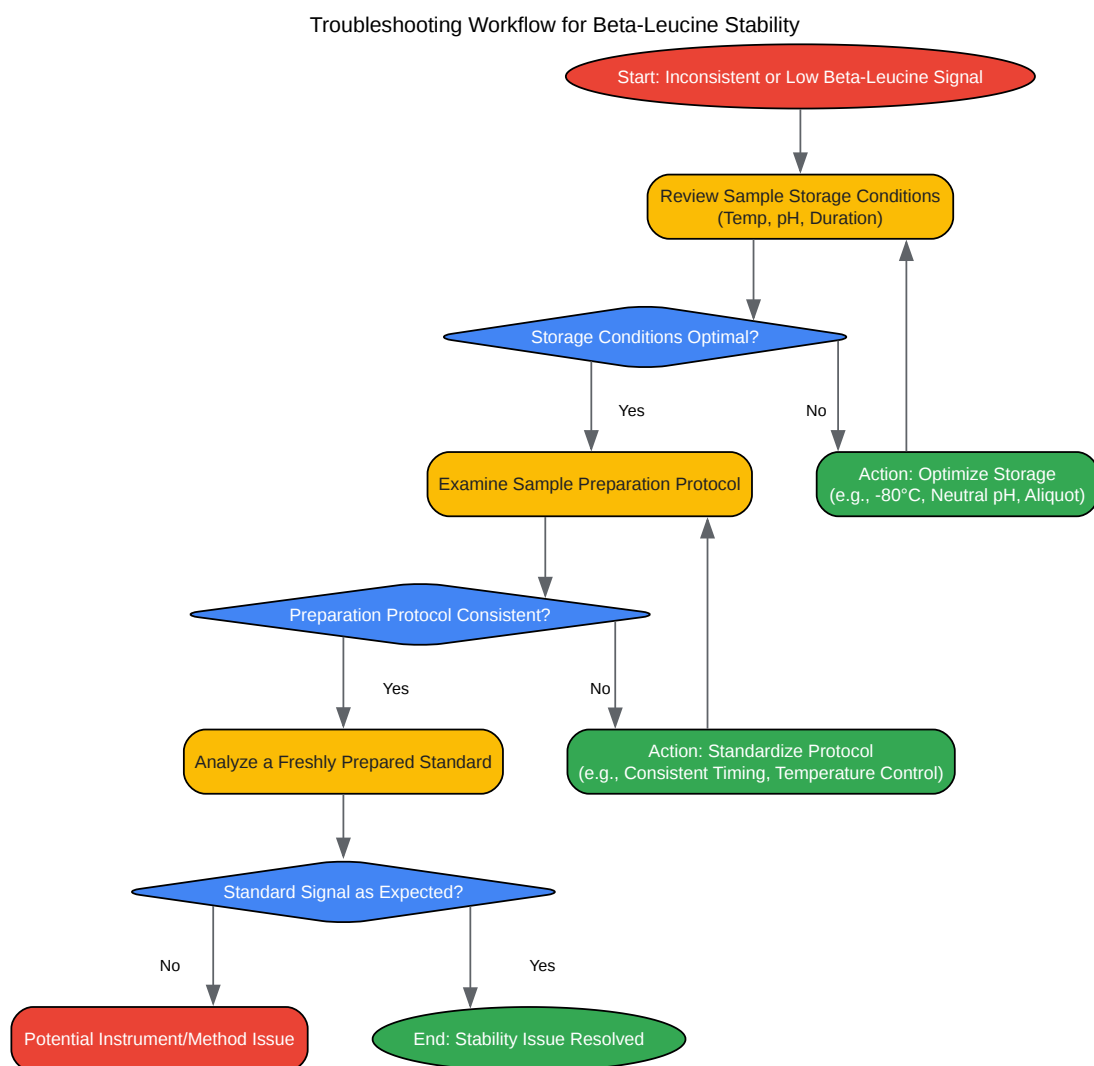 Troubleshooting Workflow for Beta-Leucine Stability
Start: Inconsistent or Low Beta-Leucine Signal
Review Sample Storage Conditions
(Temp, pH, Duration)
Storage Conditions Optimal?
Yes
No
Examine Sample Preparation Protocol
Action: Optimize Storage
(e.g., -80°C, Neutral pH, Aliquot)
Preparation Protocol Consistent?
Yes
No
Analyze a Freshly Prepared Standard
Action: Standardize Protocol
(e.g., Consistent Timing, Temperature Control)
Standard Signal as Expected?
No
Yes
Potential Instrument/Method Issue
End: Stability Issue Resolved